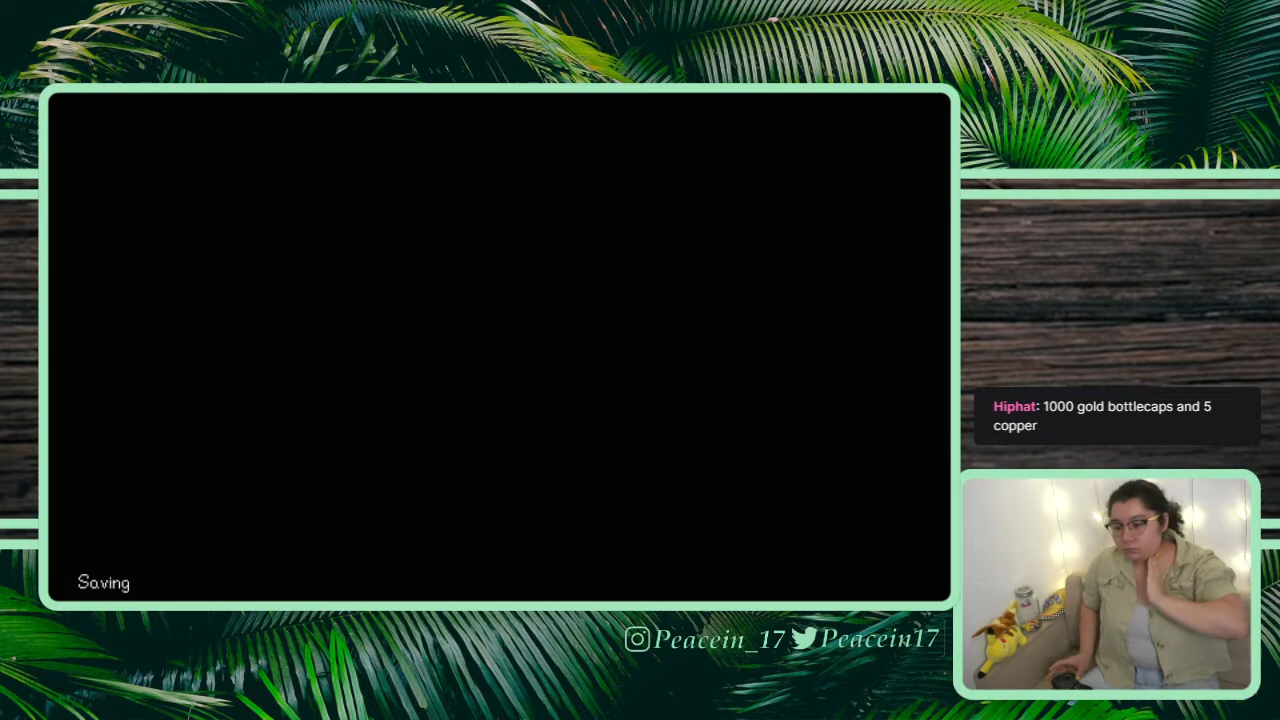 Hiphat: 1000 gold bottlecaps and 5
copper
Saving
Peacein_17 Peacein17